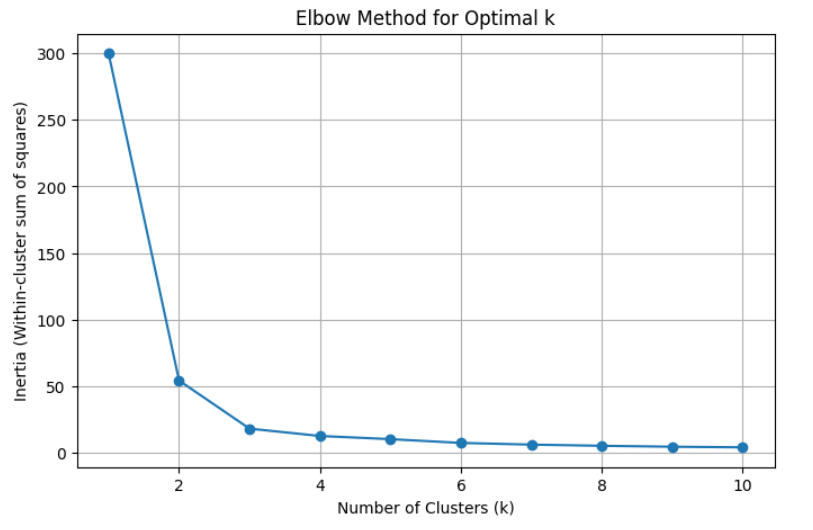 Elbow Method for Optimal k
300
250
200
150
100
50
0
Inertia (Within-cluster sum of squares)
2 4 6 8 10
Number of Clusters (k)